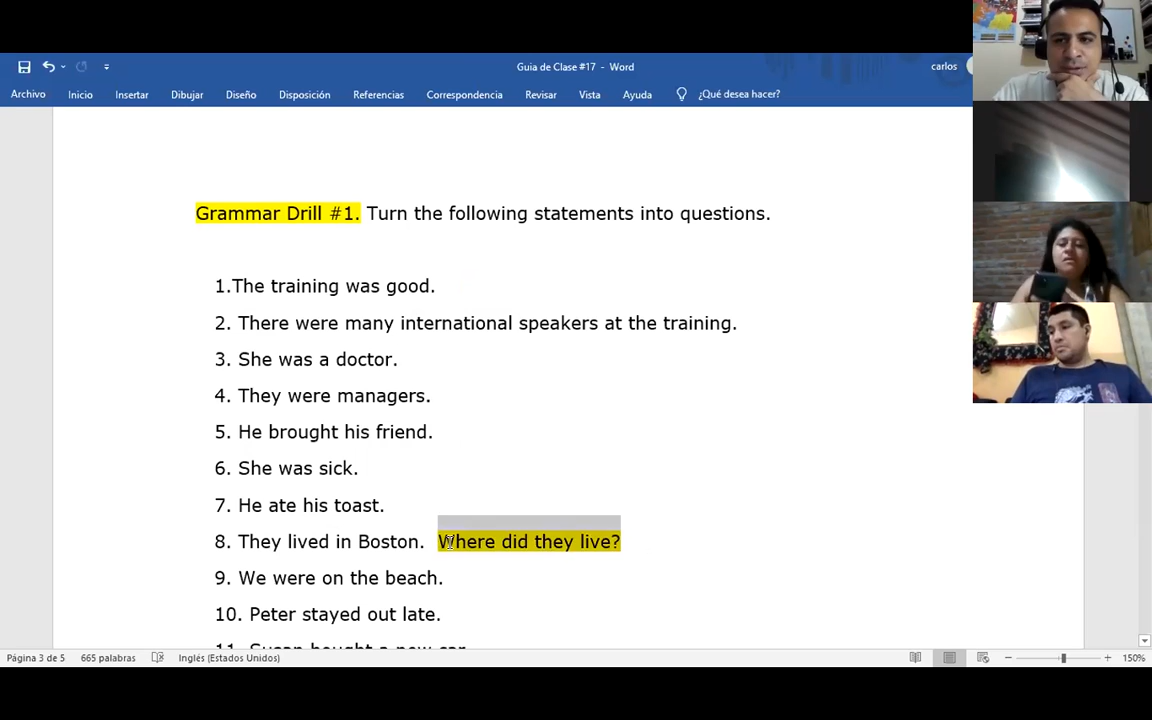 Guia de Clase #17 - Word
carlos
Archivo Inicio Insertar Dibujar Diseño Disposición Referencias Correspondencia Revisar Vista Ayuda ¿Qué desea hacer?
Grammar Drill #1. Turn the following statements into questions.
1.The training was good.
2. There were many international speakers at the training.
3. She was a doctor.
4. They were managers.
5. He brought his friend.
6. She was sick.
7. He ate his toast.
8. They lived in Boston. Where did they live?
9. We were on the beach.
10. Peter stayed out late.
11. Susan bought a new car.
Página 3 de 5 665 palabras Inglés (Estados Unidos) 150%